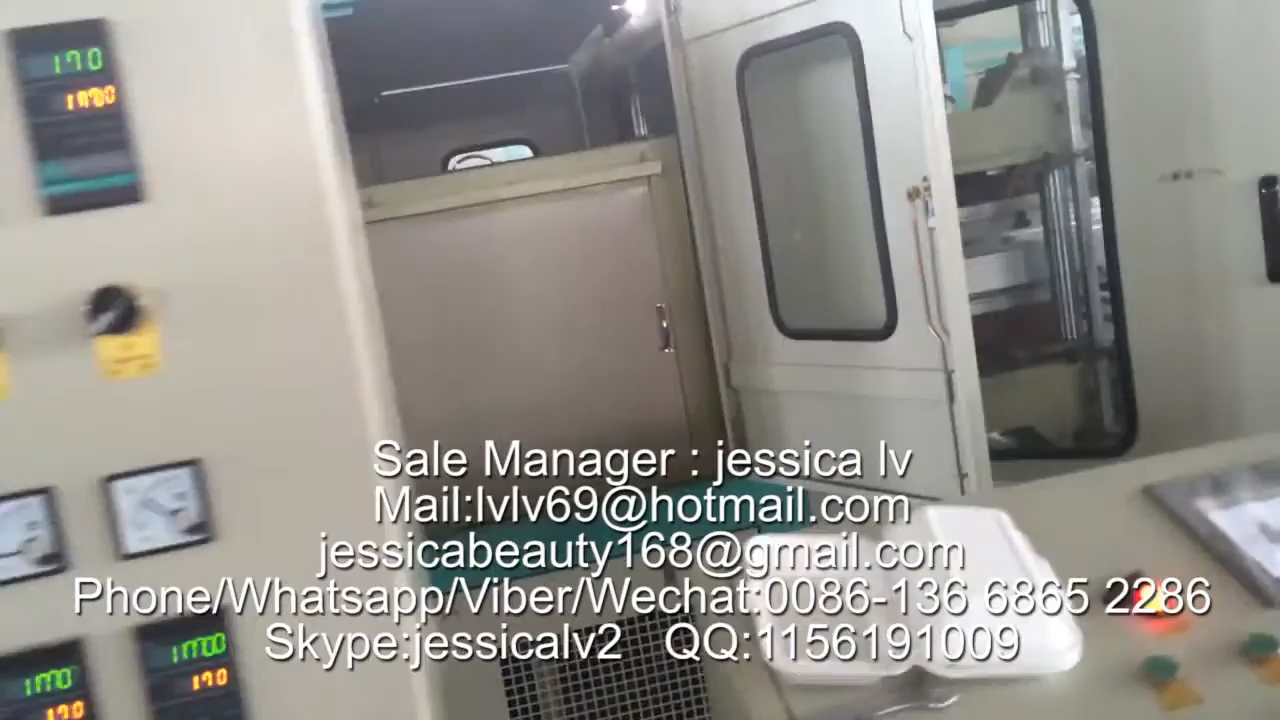 170
170
Sale Manager : jessica lv
Mail:lvlv69@hotmail.com
jessicabeauty168@gmail.com
Phone/Whatsapp/Viber/Wechat:0086-136 6865 2286
Skype:jessicalv2 QQ:1156191009
170